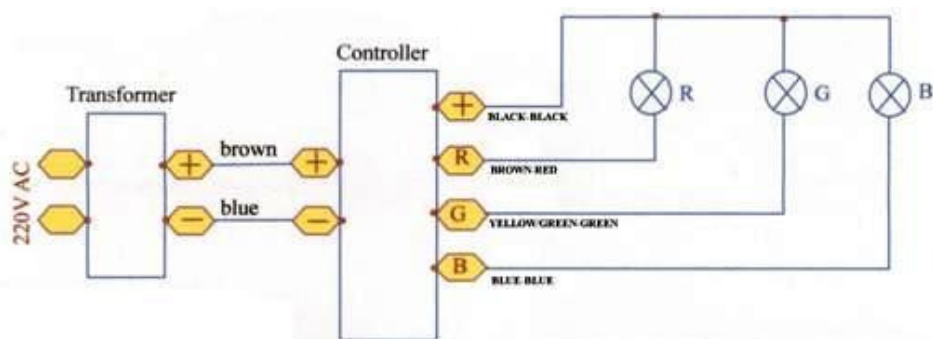 Controller
Transformer
220V AC
+
brown
+
−
blue
−
+
BLACK-BLACK
R
BROWN-RED
G
YELLOW/GREEN-GREEN
B
BLUE-BLUE
R
G
B